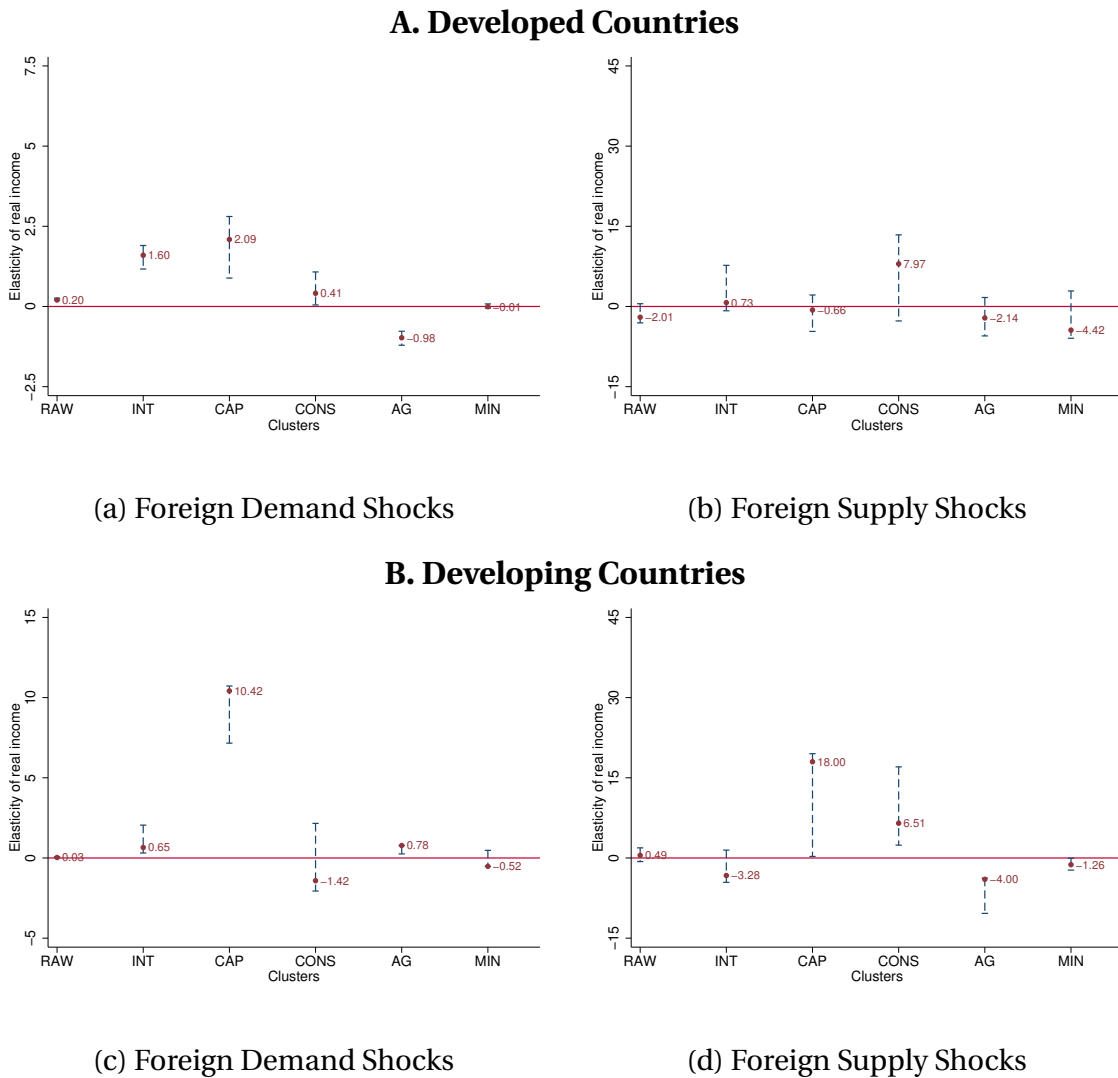 A. Developed Countries
Elasticity of real income
7.5
5
2.5
0
−2.5
0.20
1.60
2.09
0.41
−0.98
−0.01
RAW INT CAP CONS AG MIN
Clusters
(a) Foreign Demand Shocks
Elasticity of real income
45
30
15
0
−15
−2.01
0.73
−0.66
7.97
−2.14
−4.42
RAW INT CAP CONS AG MIN
Clusters
(b) Foreign Supply Shocks
B. Developing Countries
Elasticity of real income
15
10
5
0
−5
0.03
0.65
10.42
−1.42
0.78
−0.52
RAW INT CAP CONS AG MIN
Clusters
(c) Foreign Demand Shocks
Elasticity of real income
45
30
15
0
−15
0.49
−3.28
18.00
6.51
−4.00
−1.26
RAW INT CAP CONS AG MIN
Clusters
(d) Foreign Supply Shocks